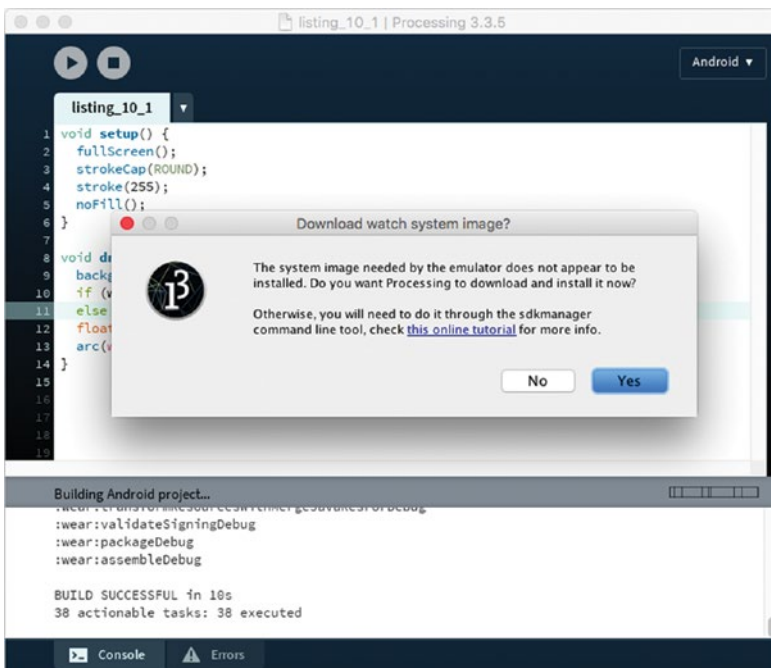 listing_10_1 | Processing 3.3.5
Android ▾
listing_10_1 ▾
1 void setup() {
2 fullScreen();
3 strokeCap(ROUND);
4 stroke(255);
5 noFill();
6 }
7
8 void
9
10 if (
11 else
12 float
13 arc(
14 }
15
16
17
18
19
Download watch system image?
The system image needed by the emulator does not appear to be
installed. Do you want Processing to download and install it now?
Otherwise, you will need to do it through the sdkmanager
command line tool, check this online tutorial for more info.
No Yes
Building Android project...
:wear:validateSigningDebug
:wear:packageDebug
:wear:assembleDebug
BUILD SUCCESSFUL in 10s
38 actionable tasks: 38 executed
Console Errors